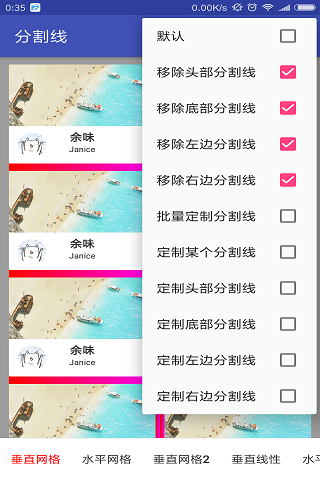 0:35
0.00K/s
分割线
默认
移除头部分割线
移除底部分割线
移除左边分割线
移除右边分割线
批量定制分割线
定制某个分割线
定制头部分割线
定制底部分割线
定制左边分割线
定制右边分割线
余味
Janice
余味
Janice
余味
Janice
垂直网格
水平网格
垂直网格2
垂直线性
水平